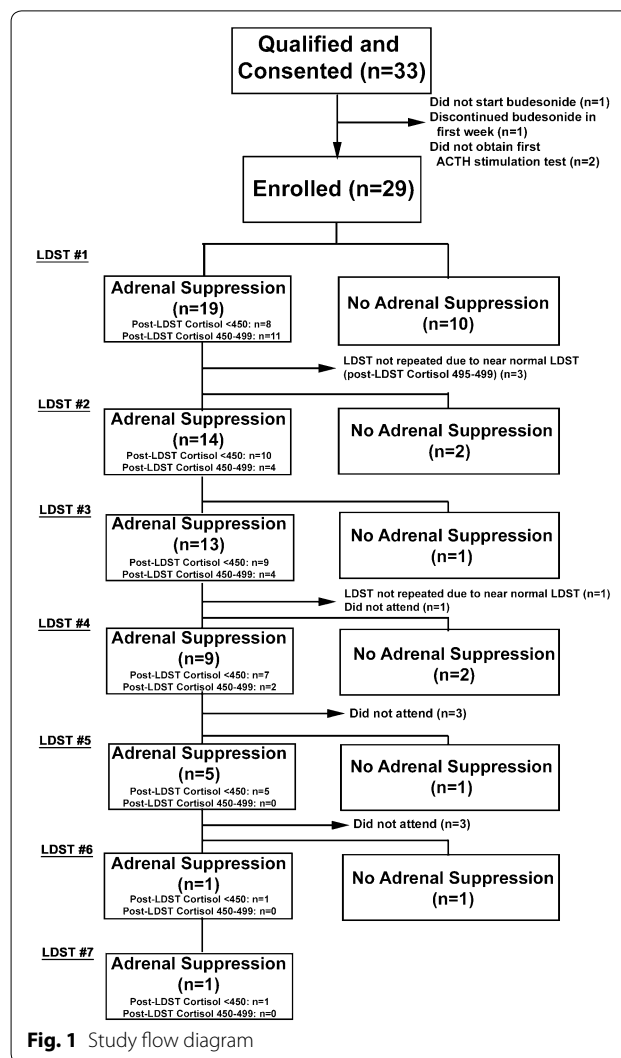 Qualified and
Consented (n=33)
Did not start budesonide (n=1)
Discontinued budesonide in
first week (n=1)
Did not obtain first
ACTH stimulation test (n=2)
Enrolled (n=29)
LDST #1
Adrenal Suppression
(n=19)
Post-LDST Cortisol <450: n=8
Post-LDST Cortisol 450-499: n=11
No Adrenal Suppression
(n=10)
LDST not repeated due to near normal LDST
(post-LDST Cortisol 495-499) (n=3)
LDST #2
Adrenal Suppression
(n=14)
Post-LDST Cortisol <450: n=10
Post-LDST Cortisol 450-499: n=4
No Adrenal Suppression
(n=2)
LDST #3
Adrenal Suppression
(n=13)
Post-LDST Cortisol <450: n=9
Post-LDST Cortisol 450-499: n=4
No Adrenal Suppression
(n=1)
LDST not repeated due to near normal LDST (n=1)
Did not attend (n=1)
LDST #4
Adrenal Suppression
(n=9)
Post-LDST Cortisol <450: n=7
Post-LDST Cortisol 450-499: n=2
No Adrenal Suppression
(n=2)
Did not attend (n=3)
LDST #5
Adrenal Suppression
(n=5)
Post-LDST Cortisol <450: n=5
Post-LDST Cortisol 450-499: n=0
No Adrenal Suppression
(n=1)
Did not attend (n=3)
LDST #6
Adrenal Suppression
(n=1)
Post-LDST Cortisol <450: n=1
Post-LDST Cortisol 450-499: n=0
No Adrenal Suppression
(n=1)
LDST #7
Adrenal Suppression
(n=1)
Post-LDST Cortisol <450: n=1
Post-LDST Cortisol 450-499: n=0
Fig. 1 Study flow diagram